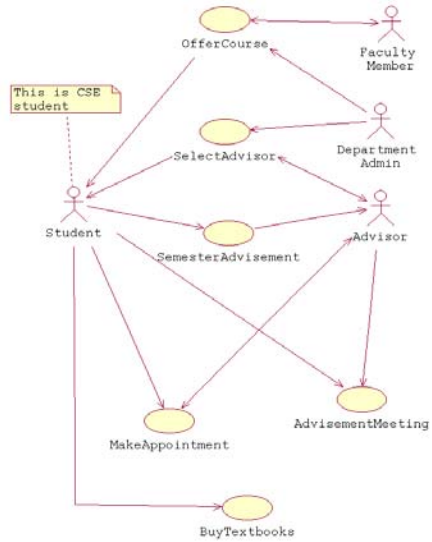 OfferCourse
Faculty
Member
This is CSE
student
SelectAdvisor
Department
Admin
Student
SemesterAdvisement
Advisor
AdvisementMeeting
MakeAppointment
BuyTextbooks